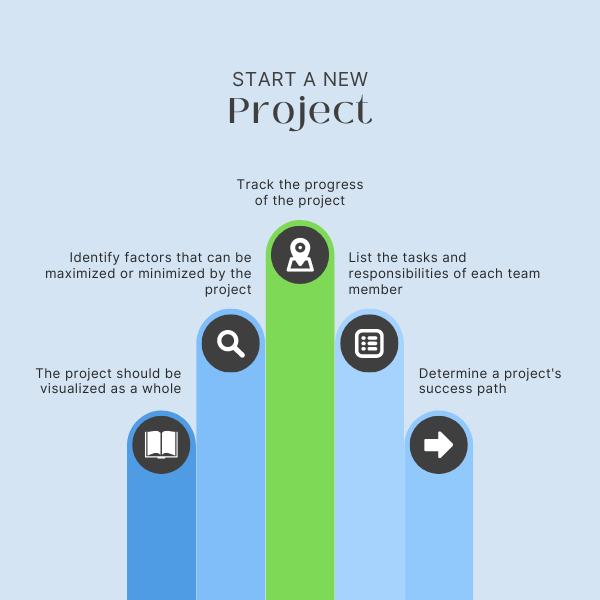 START A NEW
Project
Track the progress
of the project
Identify factors that can be
maximized or minimized by the
project
List the tasks and
responsibilities of each team
member
The project should be
visualized as a whole
Determine a project's
success path